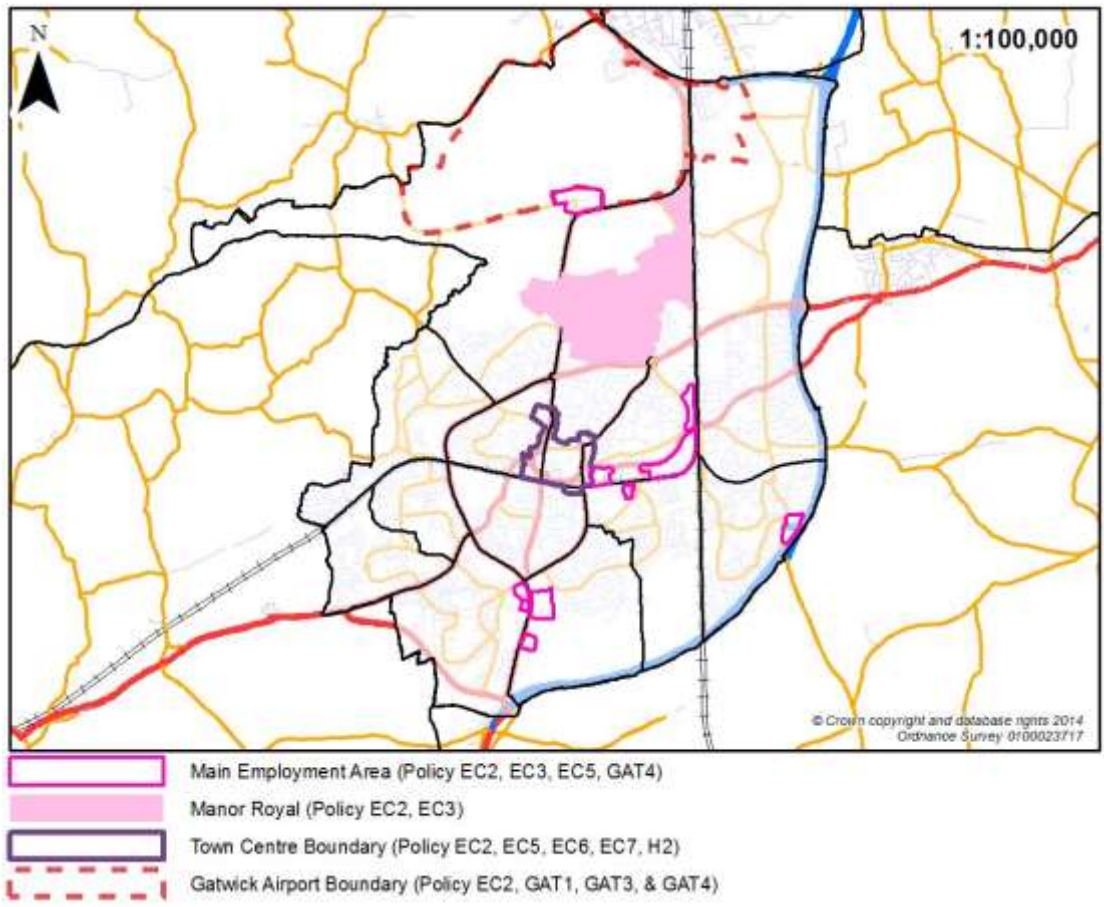 N
1:100,000
© Crown copyright and database rights 2014
Ordnance Survey 0100023717
Main Employment Area (Policy EC2, EC3, EC5, GAT4)
Manor Royal (Policy EC2, EC3)
Town Centre Boundary (Policy EC2, EC5, EC6, EC7, H2)
Gatwick Airport Boundary (Policy EC2, GAT1, GAT3, & GAT4)